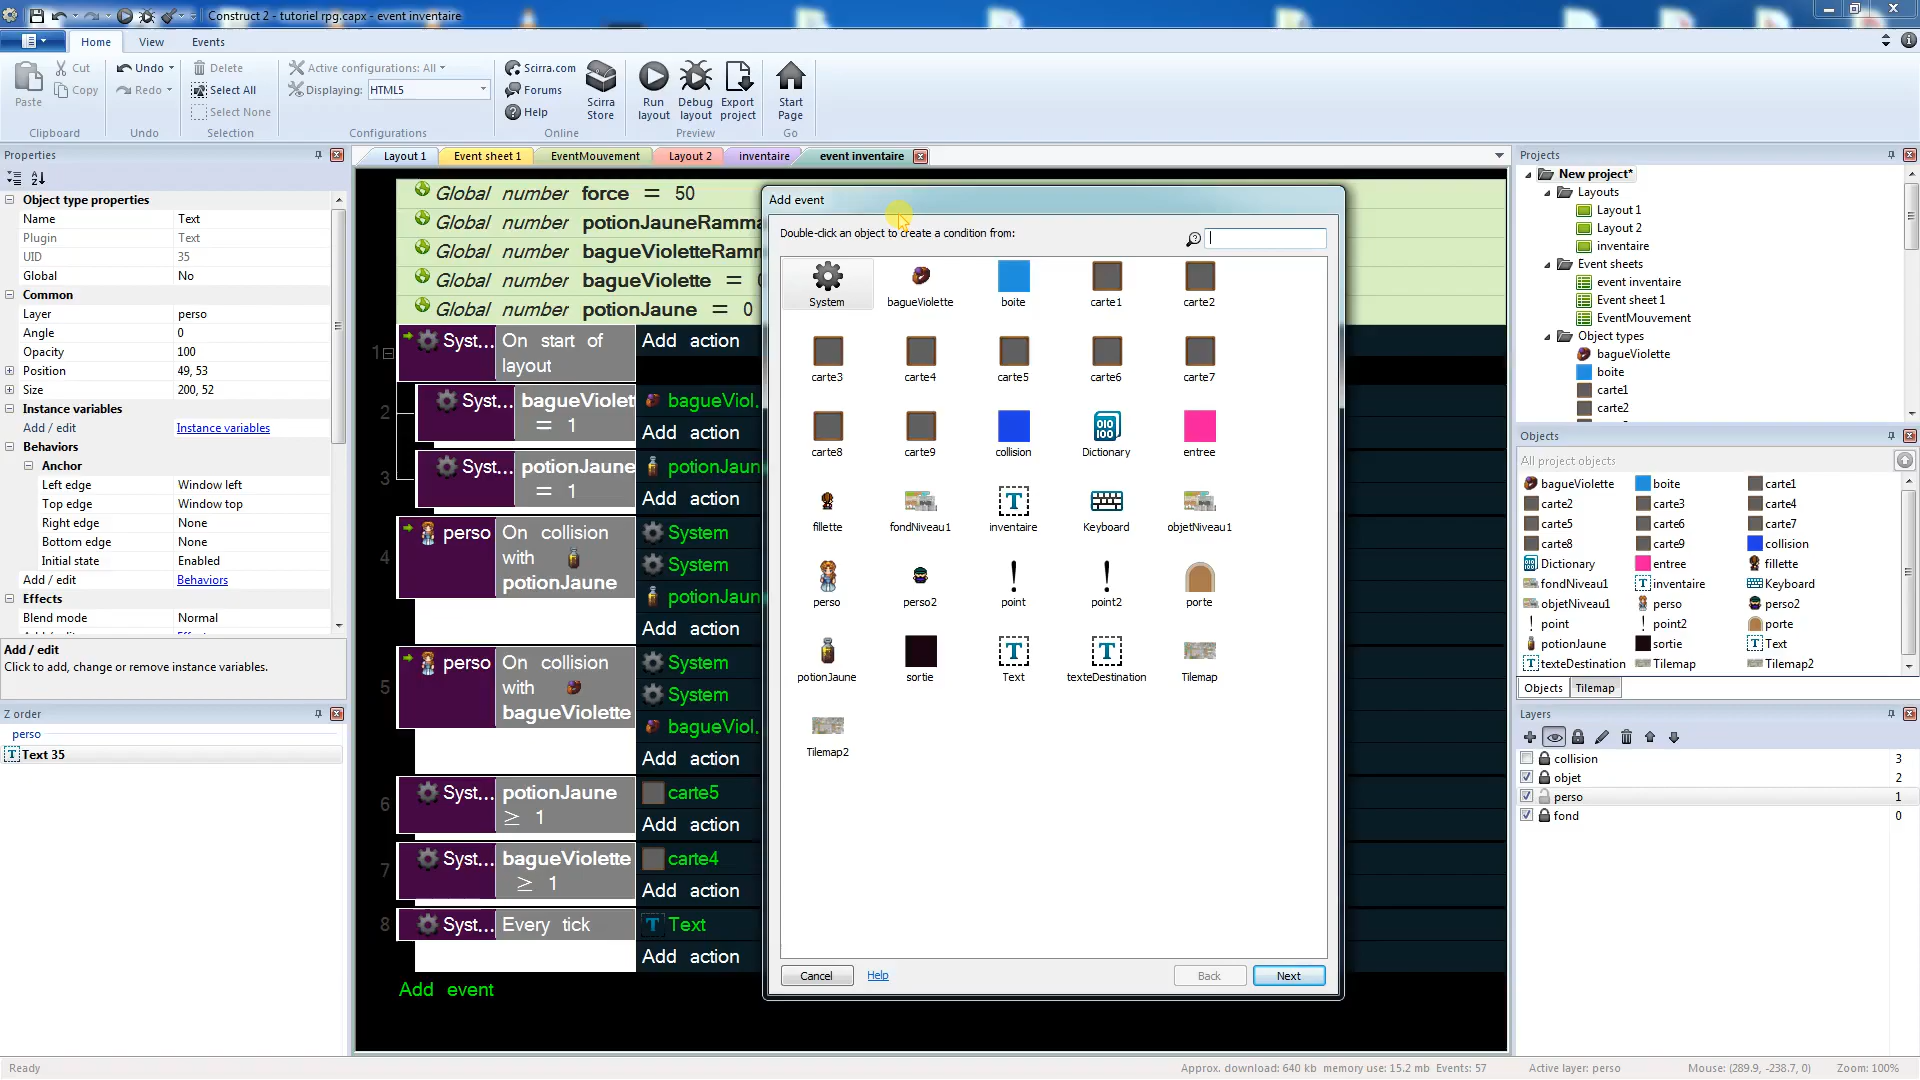 Construct 2 - tutoriel rpg.capx - event inventaire
Home
View
Events
Paste
Cut
Copy
Clipboard
Undo
Redo
Undo
Delete
Select All
Select None
Selection
Active configurations: All
Displaying: HTML5
Configurations
Scirra.com
Forums
Help
Scirra Store
Online
Run layout
Debug layout
Export project
Preview
Start Page
Go
Properties
Object type properties
Name Text
Plugin Text
UID 35
Global No
Common
Layer perso
Angle 0
Opacity 100
Position 49, 53
Size 200, 52
Instance variables
Add / edit Instance variables
Behaviors
Anchor
Left edge Window left
Top edge Window top
Right edge None
Bottom edge None
Initial state Enabled
Add / edit Behaviors
Effects
Blend mode Normal
Add / edit
Click to add, change or remove instance variables.
Z order
perso
Text 35
Layout 1
Event sheet 1
EventMouvement
Layout 2
inventaire
event inventaire
Global number force = 50
Global number potionJauneRamma
Global number bagueVioletteRamm
Global number bagueViolette = 0
Global number potionJaune = 0
1 Syst... On start of layout Add action
2 Syst... bagueViolet = 1 bagueViol.
Add action
3 Syst... potionJaune = 1 potionJaun
Add action
4 perso On collision with potionJaune System
System
potionJaun
Add action
5 perso On collision with bagueViolette System
System
bagueViol.
Add action
6 Syst... potionJaune ≥ 1 carte5
Add action
7 Syst... bagueViolette ≥ 1 carte4
Add action
8 Syst... Every tick Text
Add action
Add event
Add event
Double-click an object to create a condition from:
System
bagueViolette
boite
carte1
carte2
carte3
carte4
carte5
carte6
carte7
carte8
carte9
collision
Dictionary
entree
fillette
fondNiveau1
inventaire
Keyboard
objetNiveau1
perso
perso2
point
point2
porte
potionJaune
sortie
Text
texteDestination
Tilemap
Tilemap2
Cancel
Help
Back
Next
Projects
New project*
Layouts
Layout 1
Layout 2
inventaire
Event sheets
event inventaire
Event sheet 1
EventMouvement
Object types
bagueViolette
boite
carte1
carte2
Objects
All project objects
bagueViolette boite carte1
carte2 carte3 carte4
carte5 carte6 carte7
carte8 carte9 collision
Dictionary entree fillette
fondNiveau1 inventaire Keyboard
objetNiveau1 perso perso2
point point2 porte
potionJaune sortie Text
texteDestination Tilemap Tilemap2
Objects
Tilemap
Layers
collision 3
objet 2
perso 1
fond 0
Ready
Approx. download: 640 kb memory use: 15.2 mb Events: 57
Active layer: perso
Mouse: (289.9, -238.7, 0)
Zoom: 100%